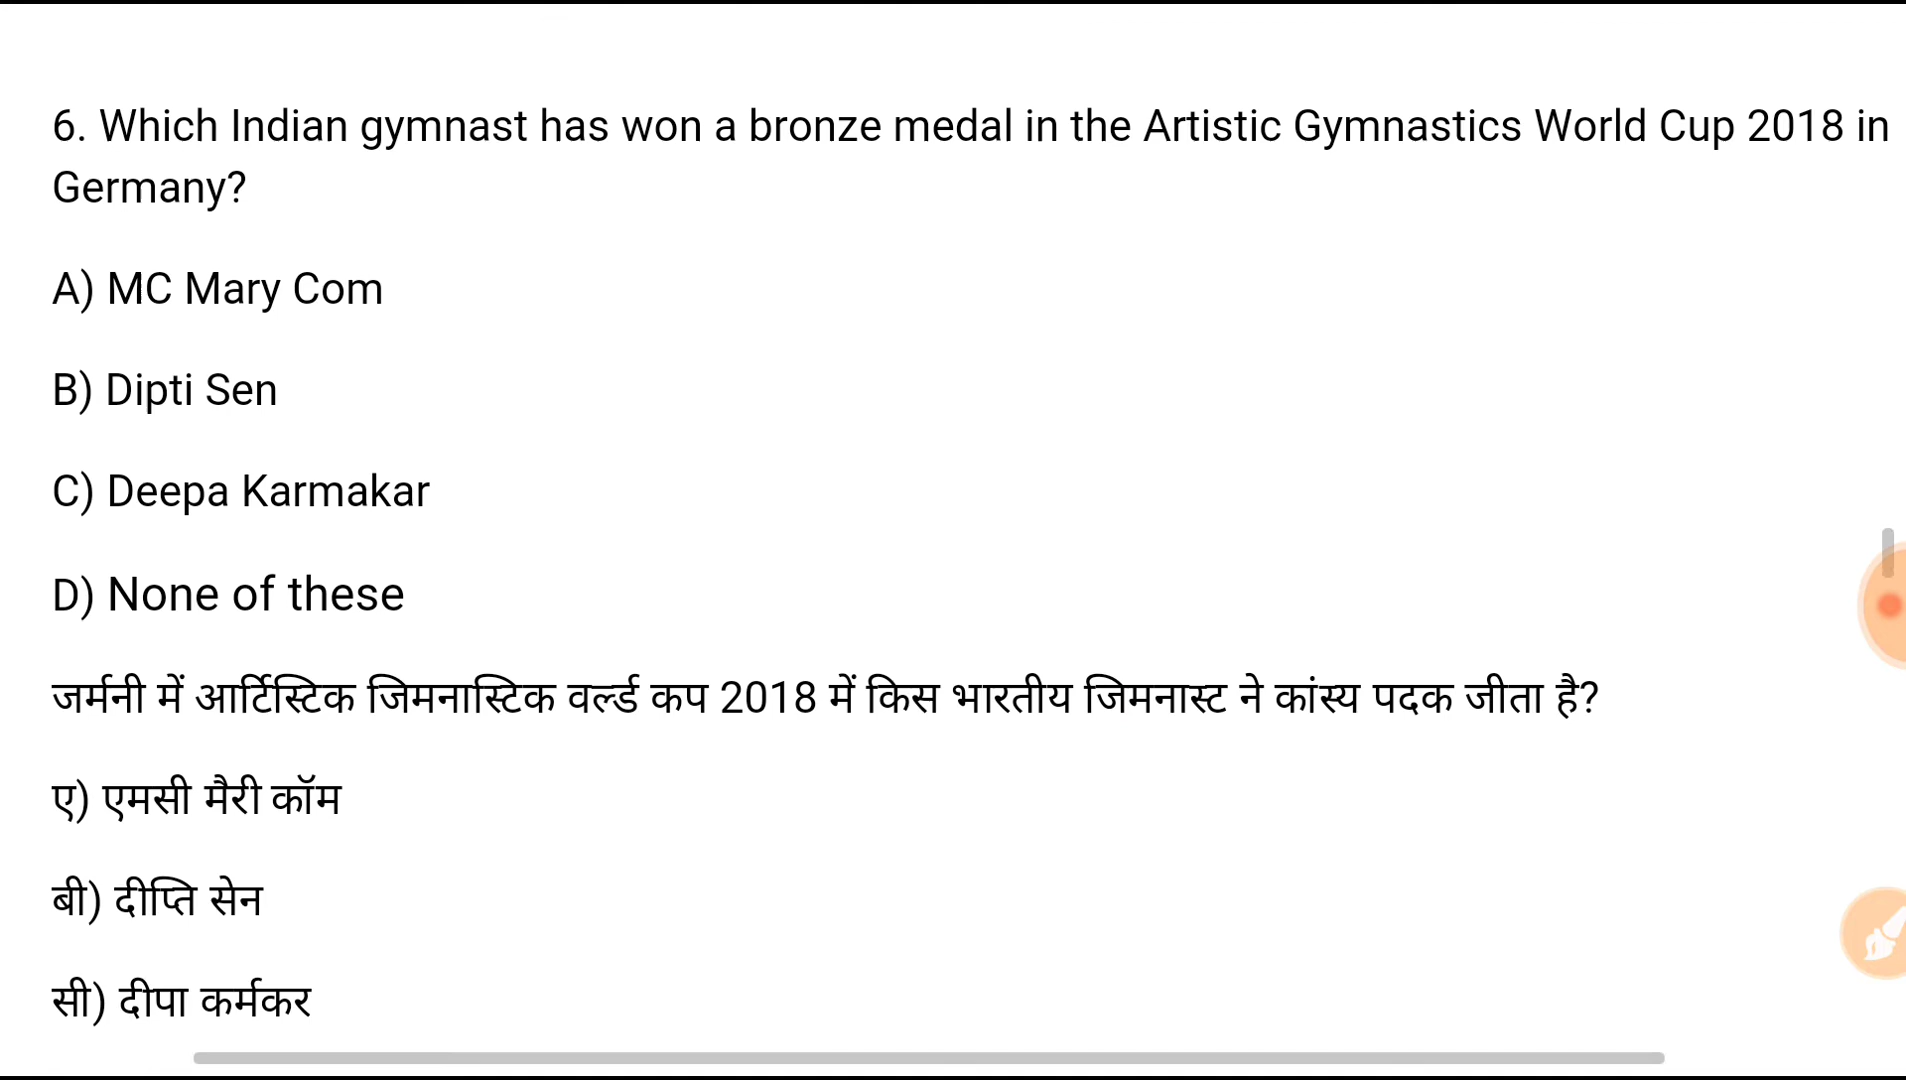 6. Which Indian gymnast has won a bronze medal in the Artistic Gymnastics World Cup 2018 in
Germany?
A) MC Mary Com
B) Dipti Sen
C) Deepa Karmakar
D) None of these
जर्मनी में आर्टिस्टिक जिमनास्टिक वर्ल्ड कप 2018 में किस भारतीय जिमनास्ट ने कांस्य पदक जीता है?
ए) एमसी मैरी कॉम
बी) दीप्ति सेन
सी) दीपा कर्मकर